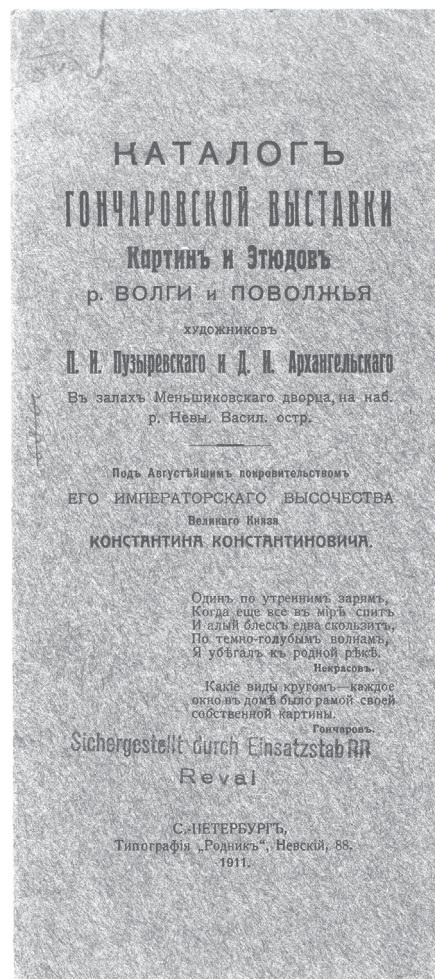 КАТАЛОГЪ
ГОНЧАРОВСКОЙ ВЫСТАВКИ
Картинъ и Этюдовъ
р. ВОЛГИ и ПОВОЛЖЬЯ
художниковъ
П. И. Пузыревскаго и Д. И. Архангельскаго
Въ залахъ Меньшиковскаго дворца, на наб.
р. Невы. Васил. остр.
Подъ Августѣйшимъ покровительствомъ
ЕГО ИМПЕРАТОРСКАГО ВЫСОЧЕСТВА
Великаго Князя
КОНСТАНТИНА КОНСТАНТИНОВИЧА.
Одинъ по утреннимъ зарямъ,
Когда еще все въ мірѣ спитъ
И алый блескъ едва скользитъ,
По темно-голубымъ волнамъ,
Я убѣгалъ къ родной рѣкѣ.
Некрасовъ.
Какіе виды кругомъ—каждое
окно въ домѣ было рамой своей
собственной картины.
Гончаровъ.
Sichergestellt durch Einsatzstab RR
Reval
С.-ПЕТЕРБУРГЪ,
Типографія „Родникъ“, Невскій, 88.
1911.